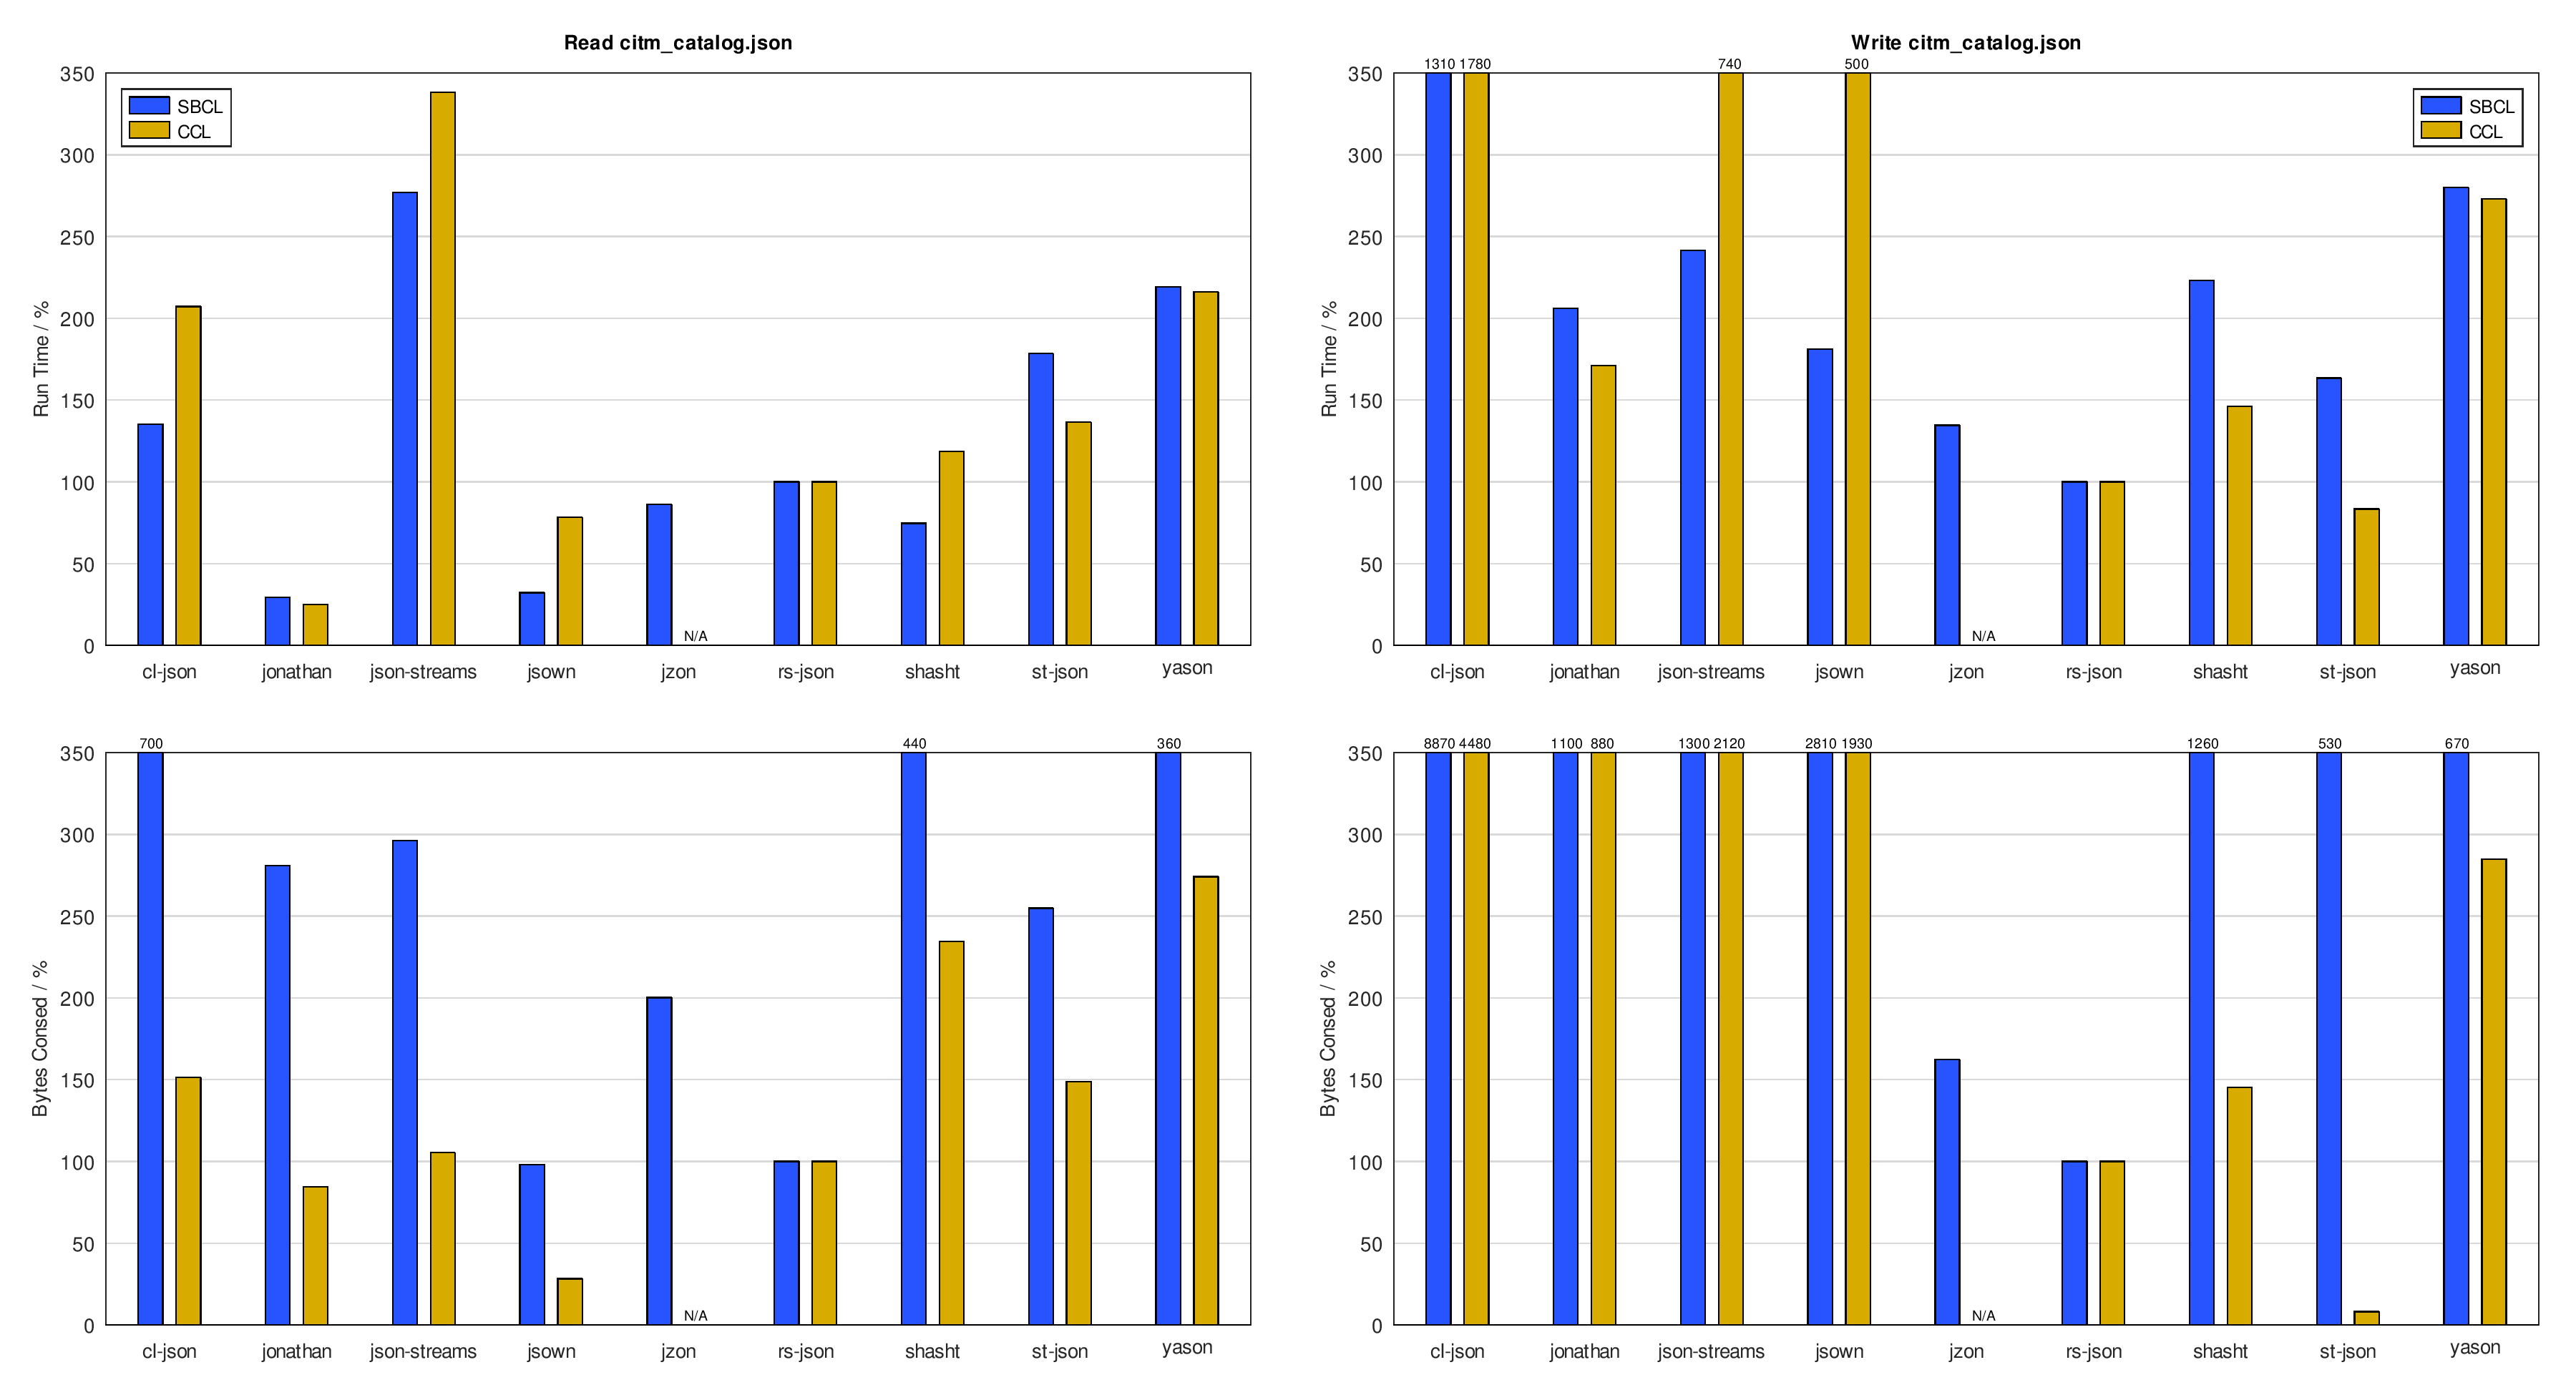 Read citm_catalog.json
350
300
250
200
150
100
50
0
Run Time / %
SBCL
CCL
N/A
cl-json jonathan json-streams jsown jzon rs-json shasht st-json yason
Write citm_catalog.json
1310 1780 740 500
350
300
250
200
150
100
50
0
Run Time / %
SBCL
CCL
N/A
cl-json jonathan json-streams jsown jzon rs-json shasht st-json yason
700 440 360
350
300
250
200
150
100
50
0
Bytes Consed / %
N/A
cl-json jonathan json-streams jsown jzon rs-json shasht st-json yason
8870 4480 1100 880 1300 2120 2810 1930 1260 530 670
350
300
250
200
150
100
50
0
Bytes Consed / %
N/A
cl-json jonathan json-streams jsown jzon rs-json shasht st-json yason